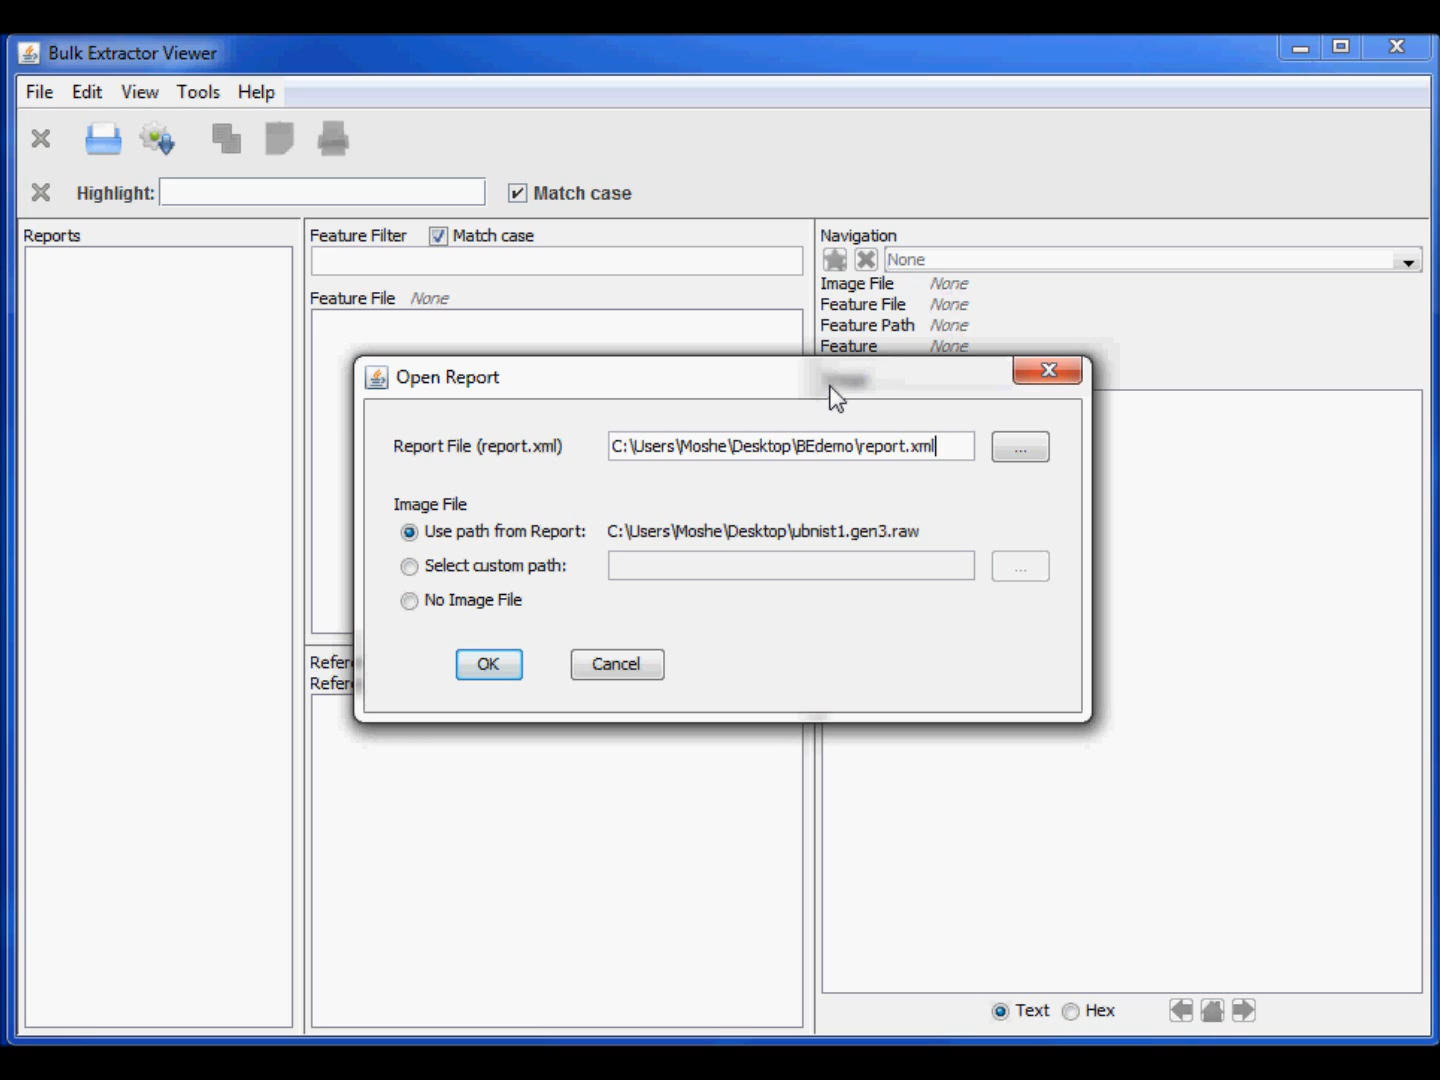 Bulk Extractor Viewer
File Edit View Tools Help
Highlight:
Match case
Reports
Feature Filter Match case
Feature File None
Navigation
None
Image File None
Feature File None
Feature Path None
Feature None
Open Report
Report File (report.xml) C:\Users\Moshe\Desktop\BEdemo\report.xml ...
Image File
Use path from Report: C:\Users\Moshe\Desktop\ubnist1.gen3.raw
Select custom path: ...
No Image File
OK Cancel
Text Hex